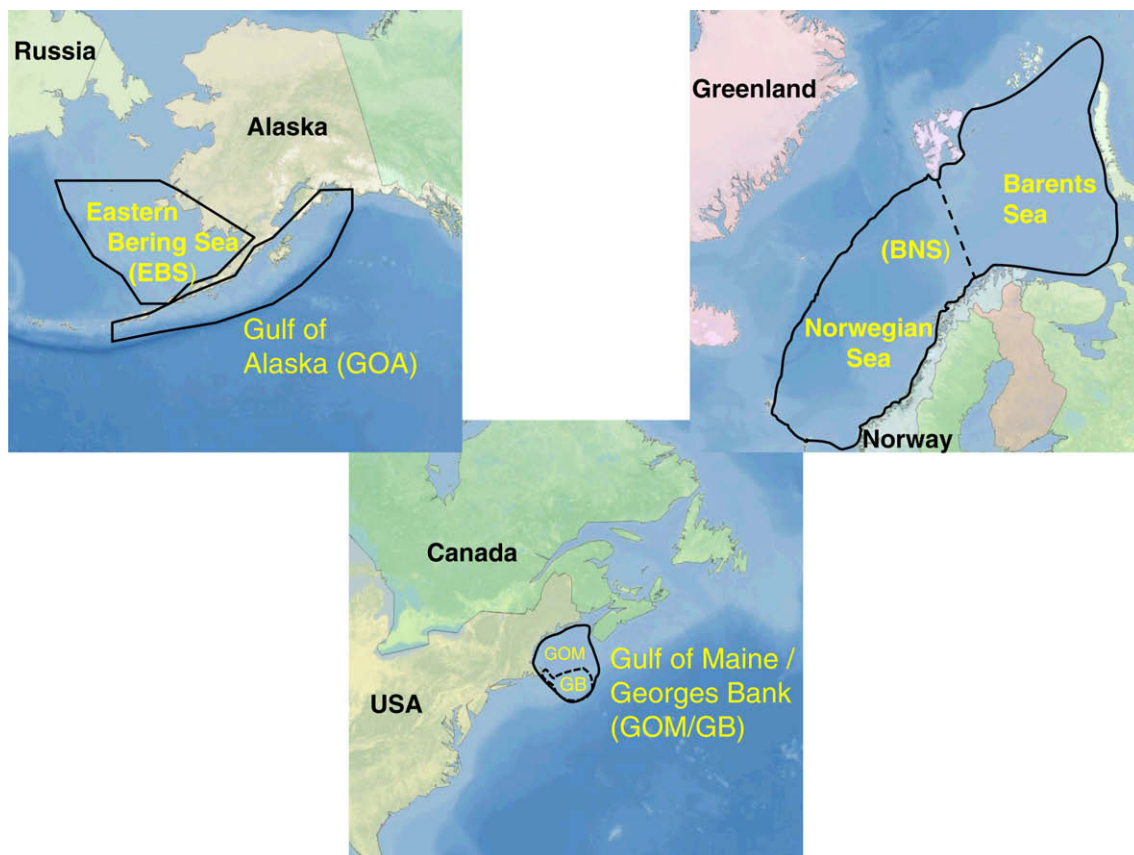 Russia
Alaska
Eastern
Bering Sea
(EBS)
Gulf of
Alaska (GOA)
Greenland
Barents
Sea
(BNS)
Norwegian
Sea
Norway
Canada
GOM
GB
USA
Gulf of Maine /
Georges Bank
(GOM/GB)